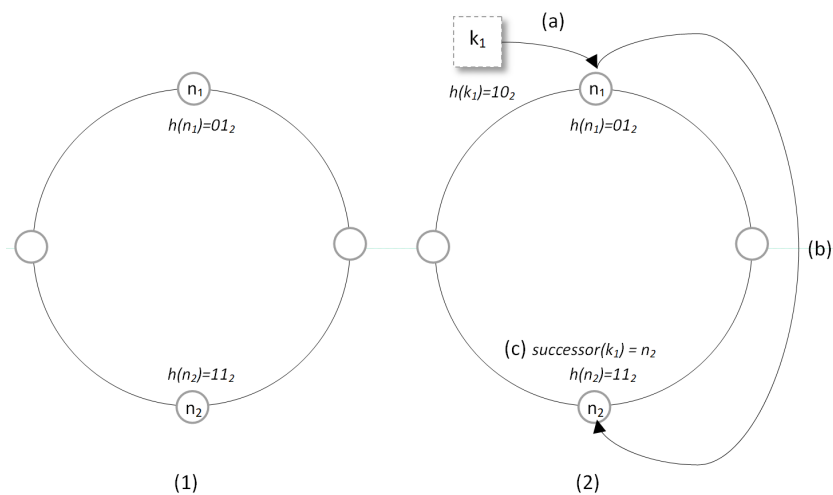 n₁
h(n₁)=01₂
h(n₂)=11₂
n₂
(1)
(a)
k₁
h(k₁)=10₂
n₁
h(n₁)=01₂
(b)
(c) successor(k₁) = n₂
h(n₂)=11₂
n₂
(2)